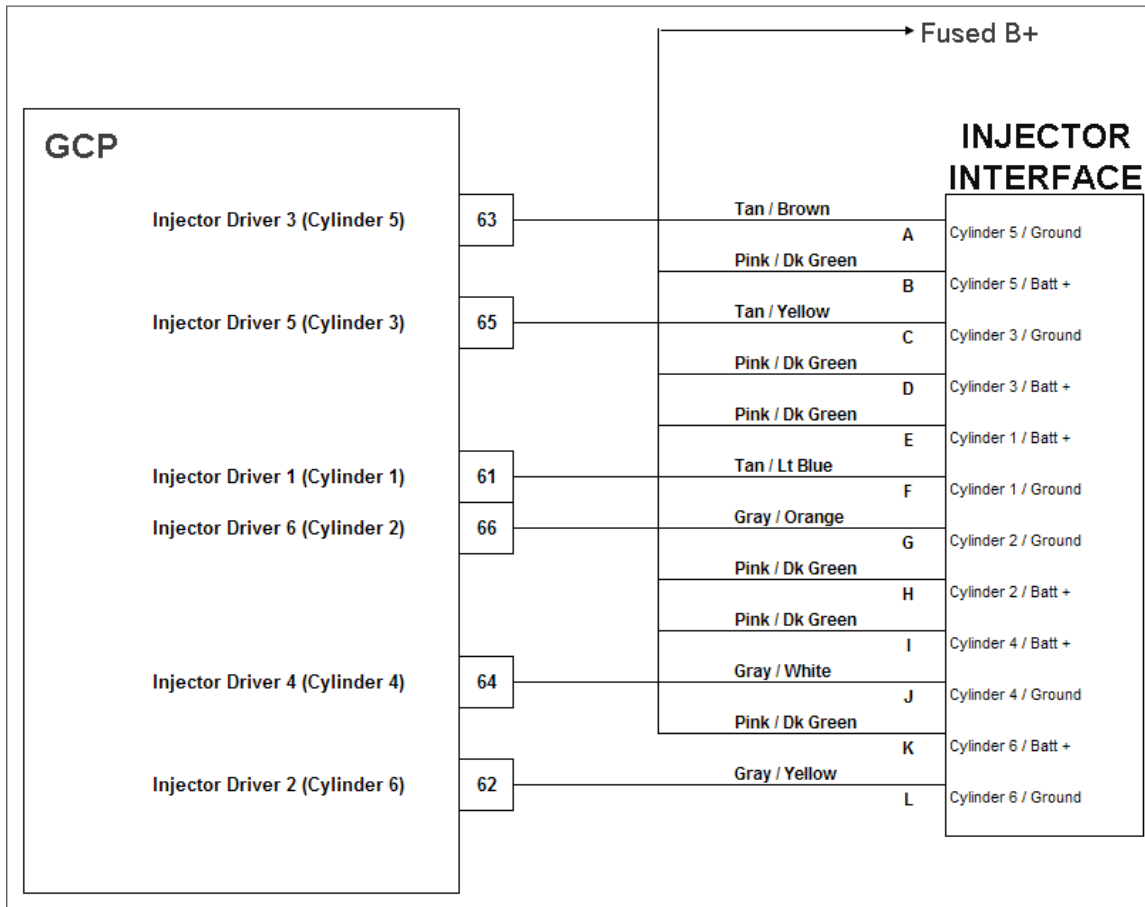 Fused B+
GCP
INJECTOR
INTERFACE
Injector Driver 3 (Cylinder 5)
63
Tan / Brown
A
Cylinder 5 / Ground
Pink / Dk Green
B
Cylinder 5 / Batt +
Injector Driver 5 (Cylinder 3)
65
Tan / Yellow
C
Cylinder 3 / Ground
Pink / Dk Green
D
Cylinder 3 / Batt +
Pink / Dk Green
E
Cylinder 1 / Batt +
Injector Driver 1 (Cylinder 1)
61
Tan / Lt Blue
F
Cylinder 1 / Ground
Injector Driver 6 (Cylinder 2)
66
Gray / Orange
G
Cylinder 2 / Ground
Pink / Dk Green
H
Cylinder 2 / Batt +
Pink / Dk Green
I
Cylinder 4 / Batt +
Injector Driver 4 (Cylinder 4)
64
Gray / White
J
Cylinder 4 / Ground
Pink / Dk Green
K
Cylinder 6 / Batt +
Injector Driver 2 (Cylinder 6)
62
Gray / Yellow
L
Cylinder 6 / Ground